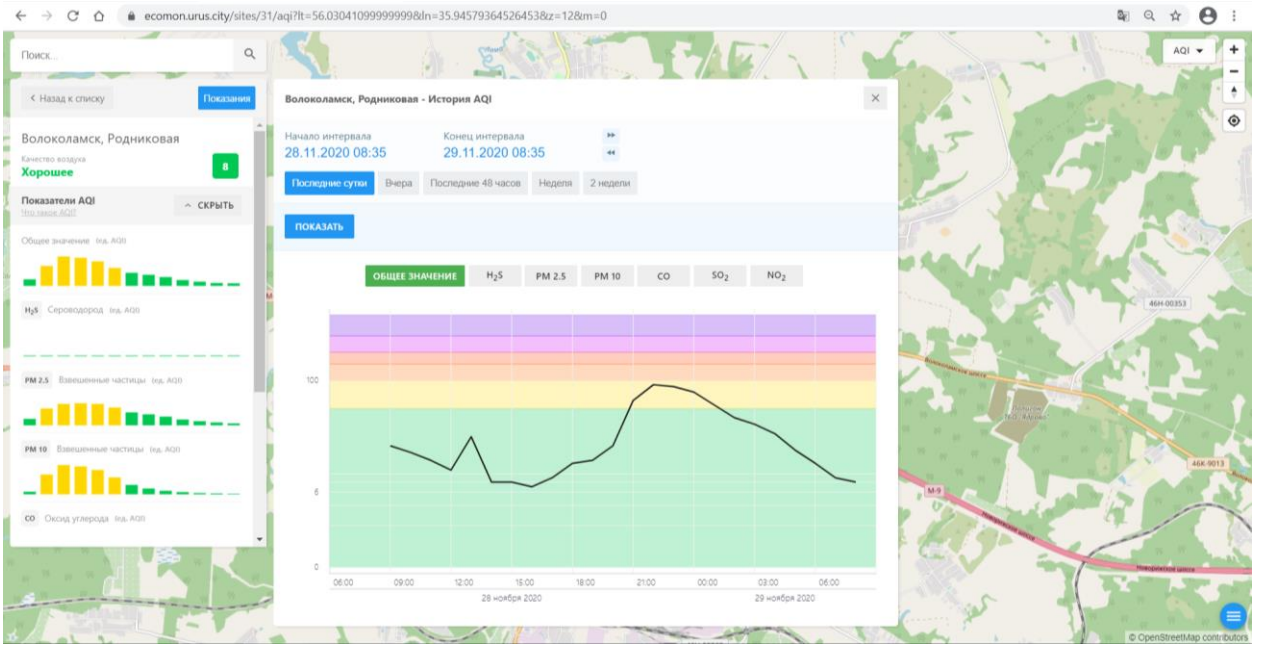 ecomon.urus.city/sites/31/aqi?lt=56.03041099999999&ln=35.94579364526453&z=12&m=0
Поиск...
AQI
< Назад к списку
Показания
Волоколамск, Родниковая
Качество воздуха
Хорошее
8
Показатели AQI
Что такое AQI?
СКРЫТЬ
Общее значение (ед. AQI)
H₂S Сероводород (ед. AQI)
PM 2.5 Взвешенные частицы (ед. AQI)
PM 10 Взвешенные частицы (ед. AQI)
CO Оксид углерода (ед. AQI)
Волоколамск, Родниковая - История AQI
Начало интервала
28.11.2020 08:35
Конец интервала
29.11.2020 08:35
Последние сутки Вчера Последние 48 часов Неделя 2 недели
ПОКАЗАТЬ
ОБЩЕЕ ЗНАЧЕНИЕ H₂S PM 2.5 PM 10 CO SO₂ NO₂
100
5
0
06:00 09:00 12:00 15:00 18:00 21:00 00:00 03:00 06:00
28 ноября 2020 29 ноября 2020
46Н-00353
Волоколамское шоссе
46К-9013
М-9
Новорижское шоссе
Новорижское шоссе
© OpenStreetMap contributors